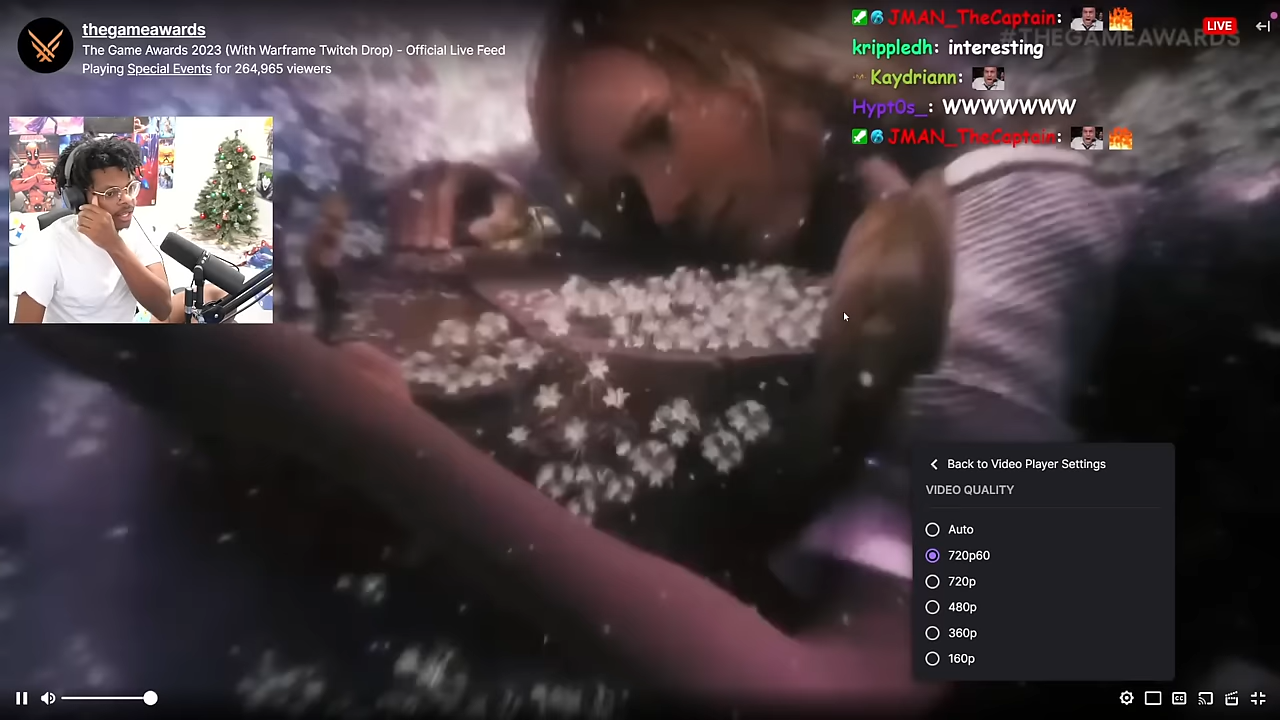 thegameawards
The Game Awards 2023 (With Warframe Twitch Drop) - Official Live Feed
Playing Special Events for 264,965 viewers
JMAN_TheCaptain:
krippledh: interesting
Kaydriann:
Hypt0s_: WWWWWWW
JMAN_TheCaptain:
#THEGAMEAWARDS
LIVE
Back to Video Player Settings
VIDEO QUALITY
Auto
720p60
720p
480p
360p
160p